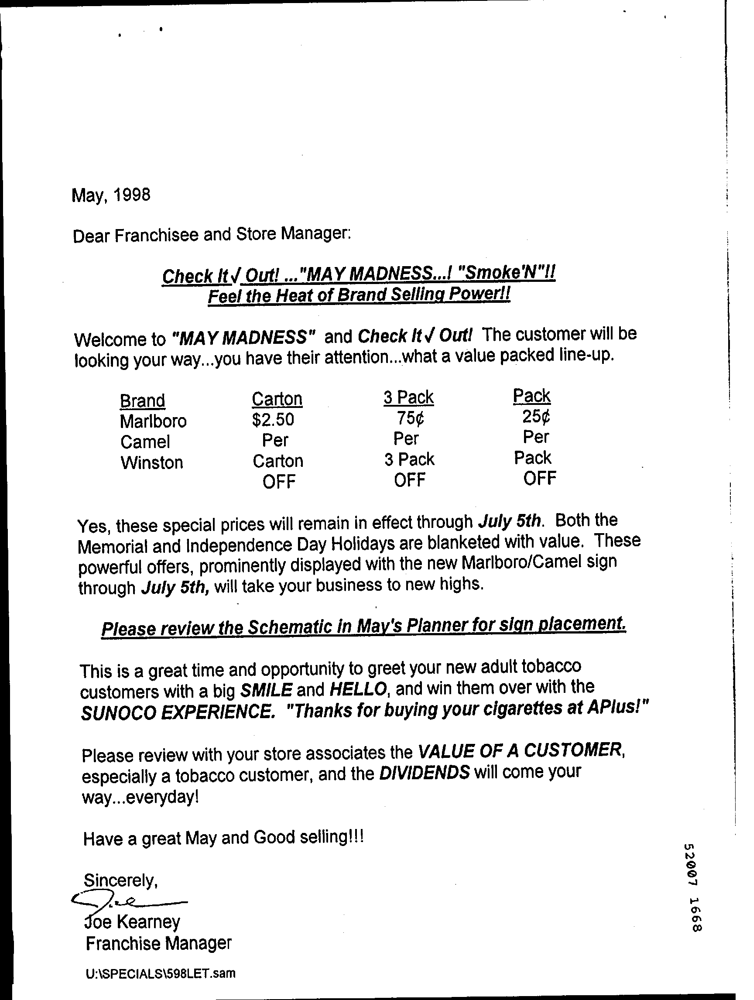 May, 1998
Dear Franchisee and Store Manager:
Check It√ Out! ..."MAY MADNESS...! "Smoke'N"!!
Feel the Heat of Brand Selling Power!!
Welcome to "MAY MADNESS" and Check It√ Out! The customer will be
looking your way...you have their attention...what a value packed line-up.
Brand Carton 3 Pack Pack
Marlboro $2.50 75¢ 25¢
Camel Per Per Per
Winston Carton 3 Pack Pack
OFF OFF OFF
Yes, these special prices will remain in effect through July 5th. Both the
Memorial and Independence Day Holidays are blanketed with value. These
powerful offers, prominently displayed with the new Marlboro/Camel sign
through July 5th, will take your business to new highs.
Please review the Schematic in May's Planner for sign placement.
This is a great time and opportunity to greet your new adult tobacco
customers with a big SMILE and HELLO, and win them over with the
SUNOCO EXPERIENCE. "Thanks for buying your cigarettes at APlus!"
Please review with your store associates the VALUE OF A CUSTOMER,
especially a tobacco customer, and the DIVIDENDS will come your
way...everyday!
Have a great May and Good selling!!!
Sincerely,
Joe
Joe Kearney
Franchise Manager
U:\SPECIALS\598LET.sam
52007 1668